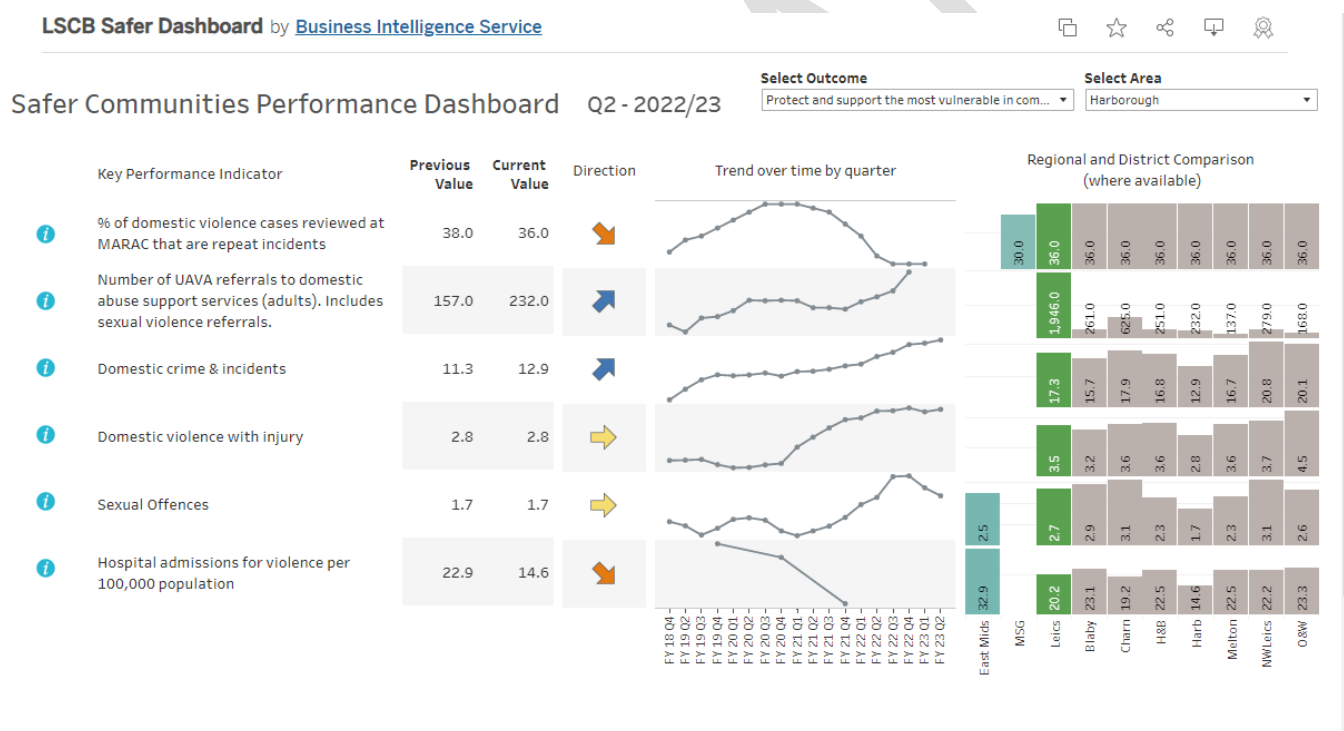 LSCB Safer Dashboard by Business Intelligence Service
Select Outcome
Select Area
Safer Communities Performance Dashboard
Q2 - 2022/23
Protect and support the most vulnerable in com...
Harborough
Key Performance Indicator
Previous
Value
Current
Value
Direction
Trend over time by quarter
Regional and District Comparison
(where available)
% of domestic violence cases reviewed at
MARAC that are repeat incidents
38.0
36.0
30.0
36.0
36.0
36.0
36.0
36.0
36.0
36.0
36.0
Number of UAVA referrals to domestic
abuse support services (adults). Includes
sexual violence referrals.
157.0
232.0
1,946.0
261.0
625.0
251.0
232.0
137.0
279.0
168.0
Domestic crime & incidents
11.3
12.9
17.3
15.7
17.9
16.8
12.9
16.7
20.8
20.1
Domestic violence with injury
2.8
2.8
3.5
3.2
3.6
3.6
2.8
3.6
3.7
4.5
Sexual Offences
1.7
1.7
2.5
2.7
2.9
3.1
2.3
1.7
2.3
3.1
2.6
Hospital admissions for violence per
100,000 population
22.9
14.6
32.9
20.2
23.1
19.2
22.5
14.6
22.5
22.2
23.3
FY 18 Q4
FY 19 Q2
FY 19 Q3
FY 19 Q4
FY 20 Q1
FY 20 Q2
FY 20 Q3
FY 20 Q4
FY 21 Q1
FY 21 Q2
FY 21 Q3
FY 21 Q4
FY 22 Q1
FY 22 Q2
FY 22 Q3
FY 22 Q4
FY 23 Q1
FY 23 Q2
East Mids
MSG
Leics
Blaby
Charn
H&B
Harb
Melton
NWLeics
O&W